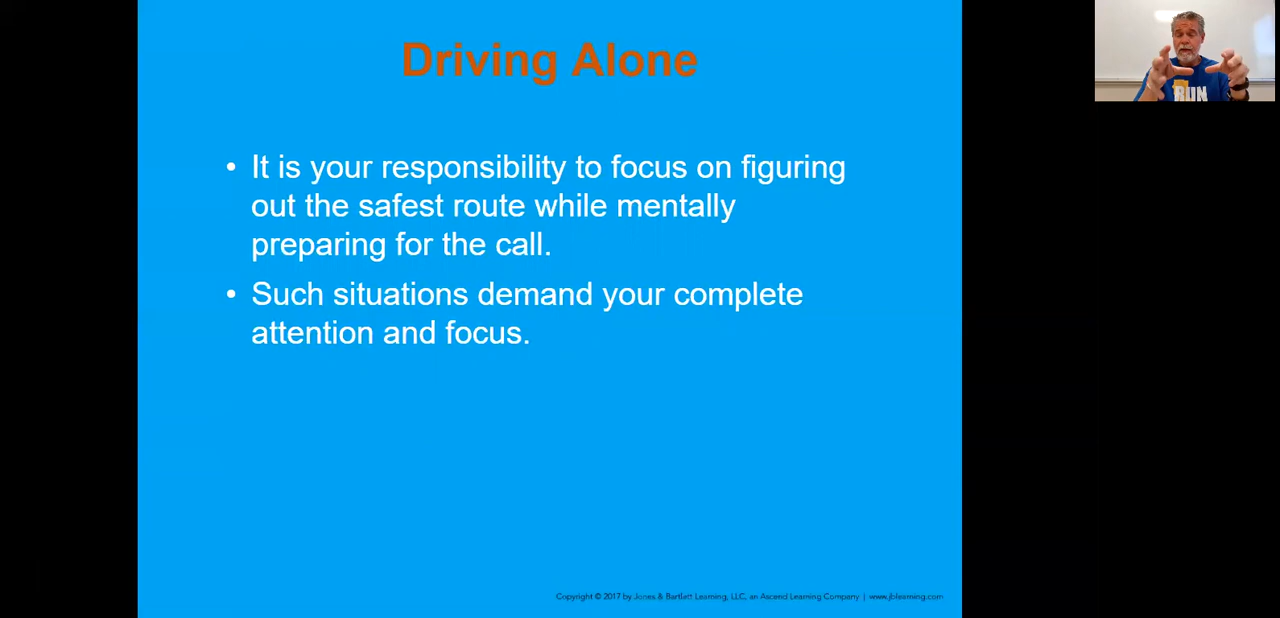 Driving Alone
• It is your responsibility to focus on figuring
out the safest route while mentally
preparing for the call.
• Such situations demand your complete
attention and focus.
RUN
Copyright © 2017 by Jones & Bartlett Learning, LLC, an Ascend Learning Company | www.jblearning.com